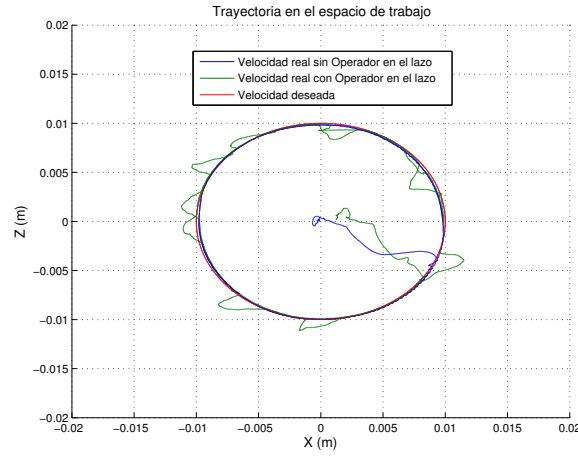 Trayectoria en el espacio de trabajo
Velocidad real sin Operador en el lazo
Velocidad real con Operador en el lazo
Velocidad deseada
0.02
0.015
0.01
0.005
0
−0.005
−0.01
−0.015
−0.02
Z (m)
−0.02 −0.015 −0.01 −0.005 0 0.005 0.01 0.015 0.02
X (m)